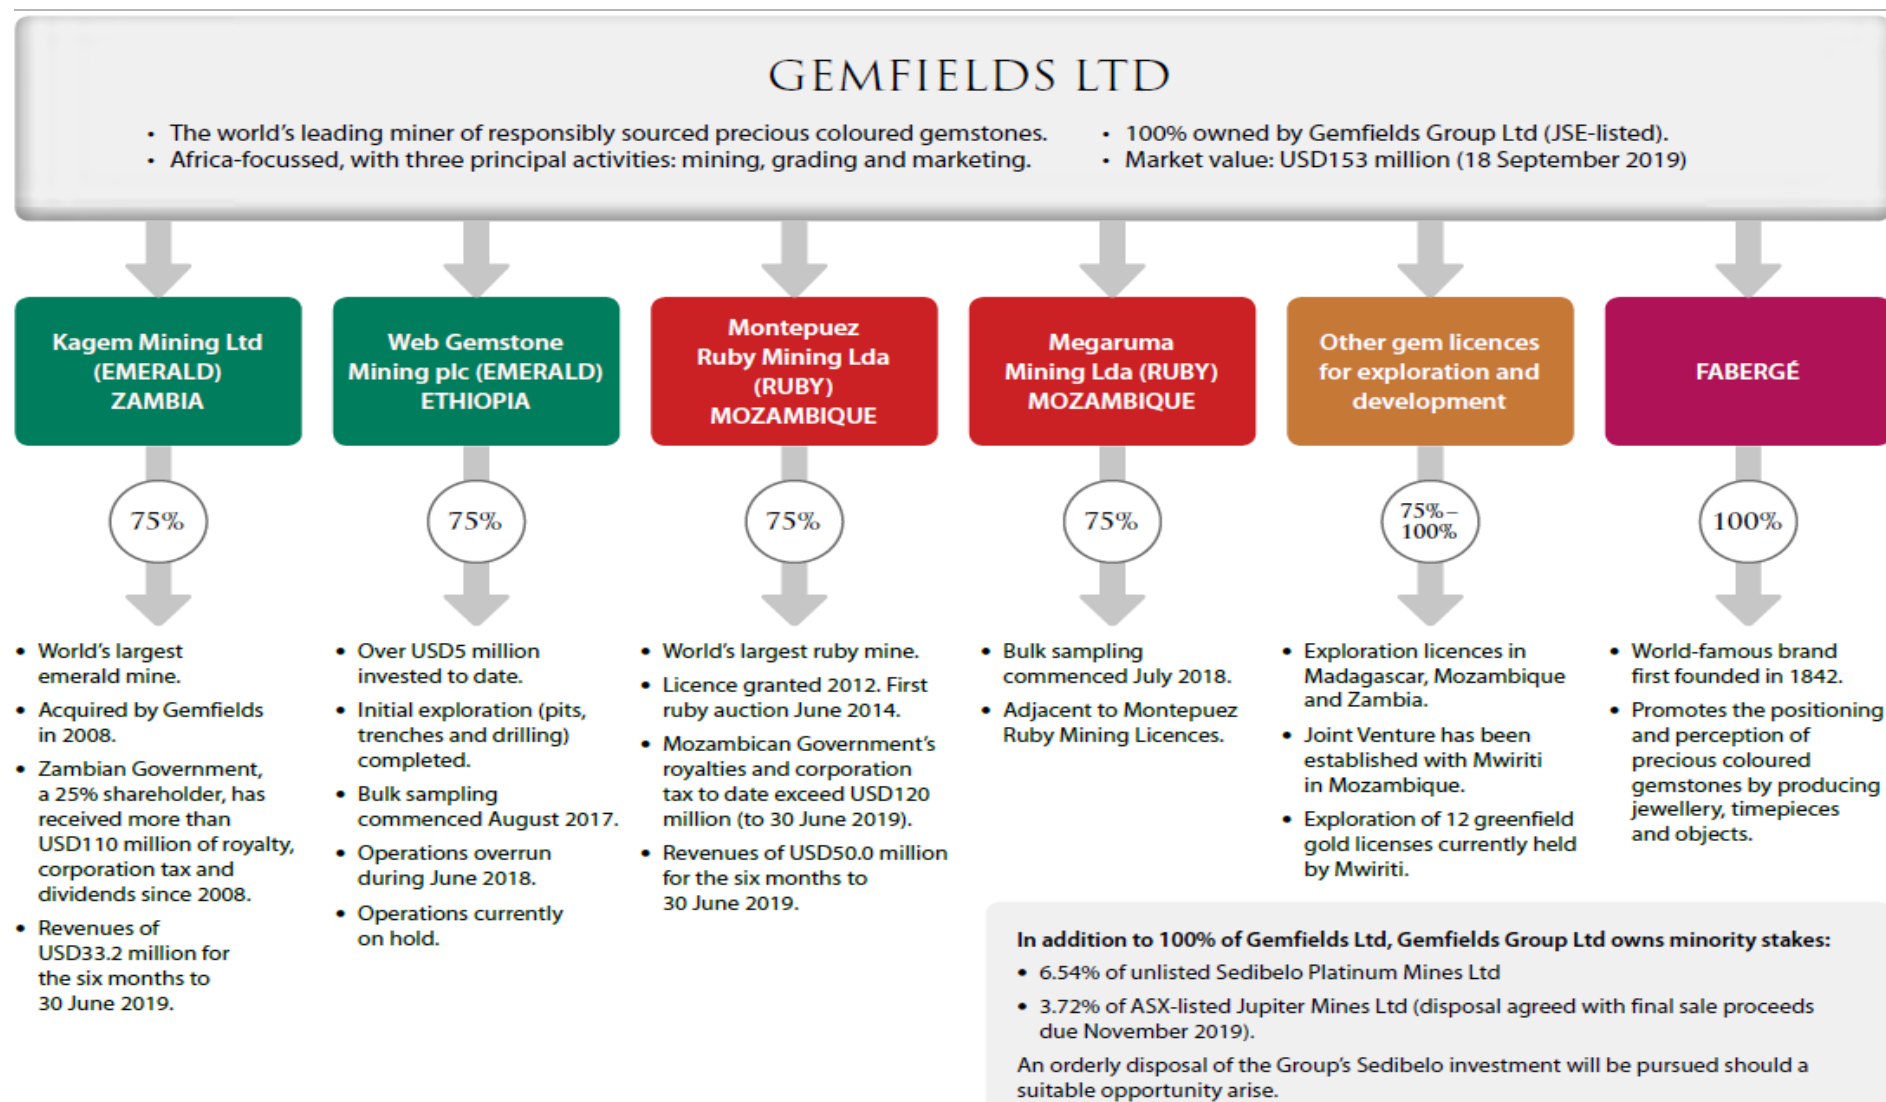 GEMFIELDS LTD
• The world's leading miner of responsibly sourced precious coloured gemstones.
• Africa-focussed, with three principal activities: mining, grading and marketing.
• 100% owned by Gemfields Group Ltd (JSE-listed).
• Market value: USD153 million (18 September 2019)
Kagem Mining Ltd
(EMERALD)
ZAMBIA
75%
• World's largest
emerald mine.
• Acquired by Gemfields
in 2008.
• Zambian Government,
a 25% shareholder, has
received more than
USD110 million of royalty,
corporation tax and
dividends since 2008.
• Revenues of
USD33.2 million for
the six months to
30 June 2019.
Web Gemstone
Mining plc (EMERALD)
ETHIOPIA
75%
• Over USD5 million
invested to date.
• Initial exploration (pits,
trenches and drilling)
completed.
• Bulk sampling
commenced August 2017.
• Operations overrun
during June 2018.
• Operations currently
on hold.
Montepuez
Ruby Mining Lda
(RUBY)
MOZAMBIQUE
75%
• World's largest ruby mine.
• Licence granted 2012. First
ruby auction June 2014.
• Mozambican Government's
royalties and corporation
tax to date exceed USD120
million (to 30 June 2019).
• Revenues of USD50.0 million
for the six months to
30 June 2019.
Megaruma
Mining Lda (RUBY)
MOZAMBIQUE
75%
• Bulk sampling
commenced July 2018.
• Adjacent to Montepuez
Ruby Mining Licences.
Other gem licences
for exploration and
development
75%–
100%
• Exploration licences in
Madagascar, Mozambique
and Zambia.
• Joint Venture has been
established with Mwiriti
in Mozambique.
• Exploration of 12 greenfield
gold licenses currently held
by Mwiriti.
FABERGÉ
100%
• World-famous brand
first founded in 1842.
• Promotes the positioning
and perception of
precious coloured
gemstones by producing
jewellery, timepieces
and objects.
In addition to 100% of Gemfields Ltd, Gemfields Group Ltd owns minority stakes:
• 6.54% of unlisted Sedibelo Platinum Mines Ltd
• 3.72% of ASX-listed Jupiter Mines Ltd (disposal agreed with final sale proceeds
due November 2019).
An orderly disposal of the Group's Sedibelo investment will be pursued should a
suitable opportunity arise.